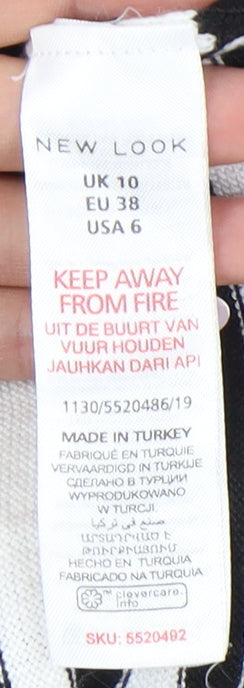 NEW LOOK
UK 10
EU 38
USA 6
KEEP AWAY
FROM FIRE
UIT DE BUURT VAN
VUUR HOUDEN
JAUHKAN DARI API
1130/5520486/19
MADE IN TURKEY
FABRIQUÉ EN TURQUIE
VERVAARDIGD IN TURKIJE
СДЕЛАНО В ТУРЦИИ
WYPRODUKOWANO
W TURCJI
صنع في تركيا
ԱՐՏԱԴՐՎԱԾ Է
ԹՈՒՐՔԻԱՅՈՒՄ
HECHO EN TURQUIA
FABRICADO NA TURQUIA
clevercare.
info
SKU: 5520492